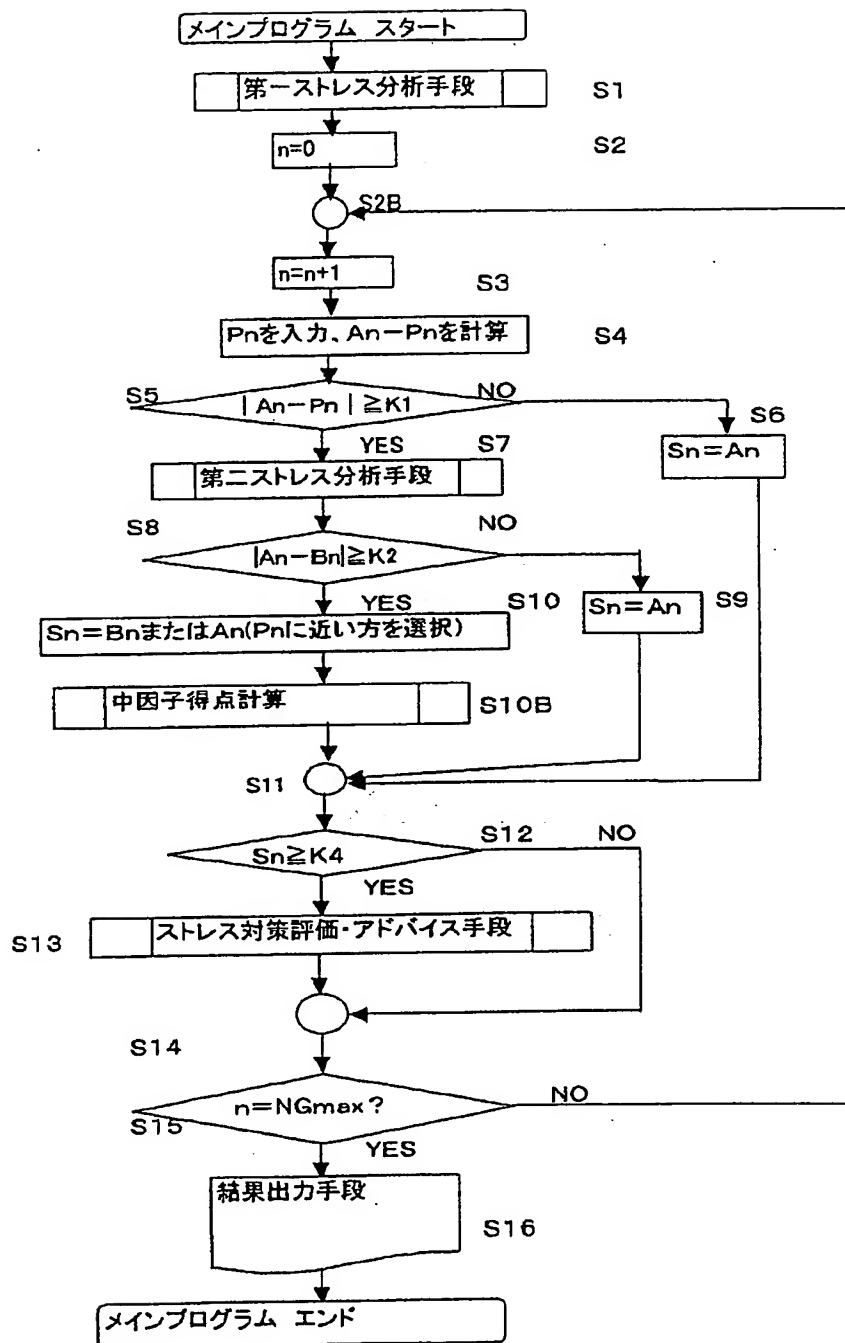 メインプログラム スタート
第一ストレス分析手段 S1
n=0 S2
S2B
n=n+1
S3
Pnを入力、An－Pnを計算 S4
S5 |An－Pn|≧K1 NO
S6
Sn=An
YES S7
第二ストレス分析手段
S8 NO
|An－Bn|≧K2
Sn=An S9
YES S10
Sn=BnまたはAn(Pnに近い方を選択)
中因子得点計算 S10B
S11
Sn≧K4 S12 NO
YES
S13 ストレス対策評価・アドバイス手段
S14
n=NGmax? NO
S15
YES
結果出力手段
S16
メインプログラム エンド